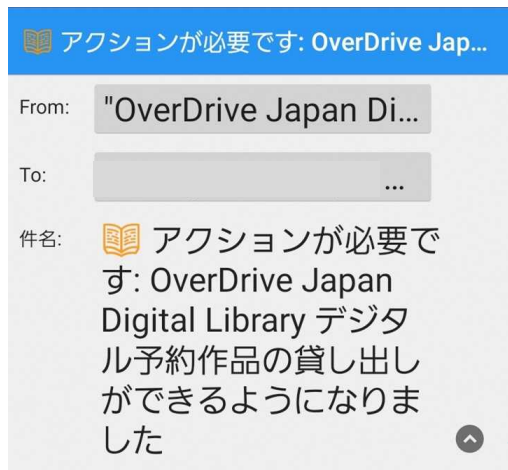 アクションが必要です: OverDrive Jap...
From:
"OverDrive Japan Di...
To:
...
件名:
アクションが必要で
す: OverDrive Japan
Digital Library デジタ
ル予約作品の貸し出し
ができるようになりま
した